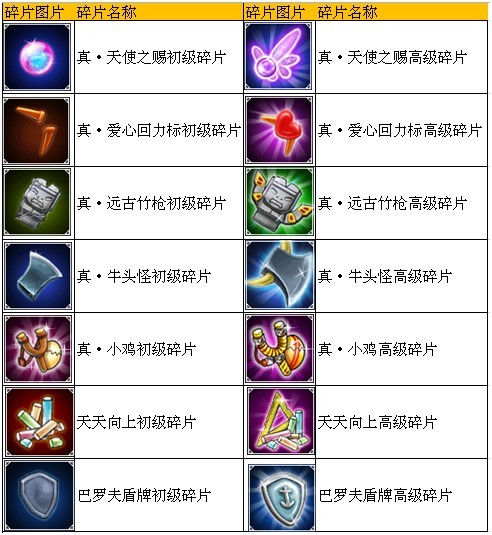 碎片图片 碎片名称 碎片图片 碎片名称
真·天使之赐初级碎片 真·天使之赐高级碎片
真·爱心回力标初级碎片 真·爱心回力标高级碎片
真·远古竹枪初级碎片 真·远古竹枪高级碎片
真·牛头怪初级碎片 真·牛头怪高级碎片
真·小鸡初级碎片 真·小鸡高级碎片
天天向上初级碎片 天天向上高级碎片
巴罗夫盾牌初级碎片 巴罗夫盾牌高级碎片